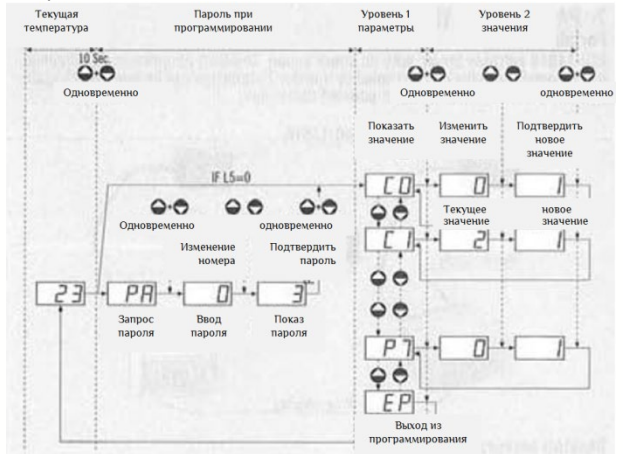 Текущая температура
Пароль при программировании
Уровень 1 параметры
Уровень 2 значения
10 Sec.
Одновременно
Одновременно
одновременно
Показать значение
Изменить значение
Подтвердить новое значение
IF L5=0
C0
0
1
Одновременно
одновременно
Текущее значение
новое значение
Изменение номера
Подтвердить пароль
C1
2
1
23
PA
0
3
Запрос пароля
Ввод пароля
Показ пароля
P7
0
1
EP
Выход из программирования